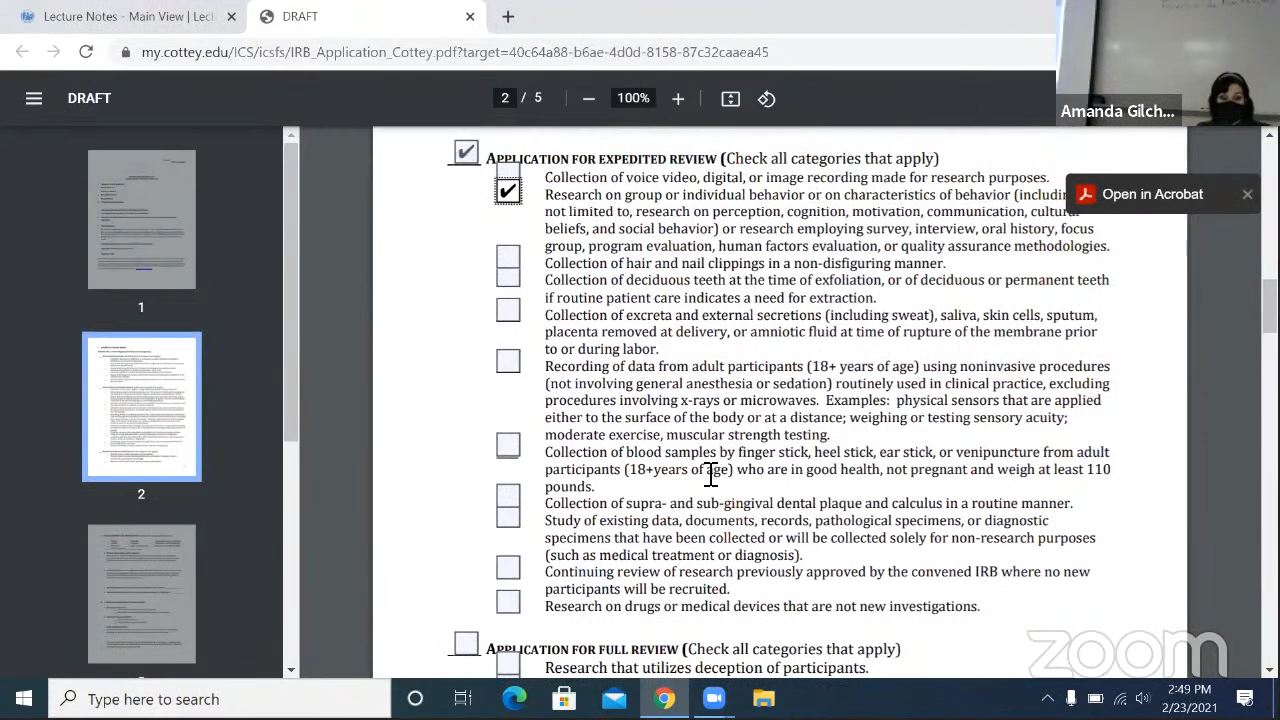 Lecture Notes - Main View | Lect
DRAFT
my.cottey.edu/ICS/icsfs/IRB_Application_Cottey.pdf?target=40c64a88-b6ae-4d0d-8158-87c32caaea45
DRAFT
2 / 5
100%
Amanda Gilch...
Open in Acrobat
1
2
APPLICATION FOR EXPEDITED REVIEW (Check all categories that apply)
Collection of voice video, digital, or image recording made for research purposes.
Research on group or individual behavior or on characteristics of behavior (includin
not limited to, research on perception, cognition, motivation, communication, cultur
beliefs, and social behavior) or research employing survey, interview, oral history, focus
group, program evaluation, human factors evaluation, or quality assurance methodologies.
Collection of hair and nail clippings in a non-disfiguring manner.
Collection of deciduous teeth at the time of exfoliation, or of deciduous or permanent teeth
if routine patient care indicates a need for extraction.
Collection of excreta and external secretions (including sweat), saliva, skin cells, sputum,
placenta removed at delivery, or amniotic fluid at time of rupture of the membrane prior
to or during labor.
Recording of data from adult participants (18+ years of age) using noninvasive procedures
(not involving general anesthesia or sedation) routinely used in clinical practice, excluding
procedures involving x-rays or microwaves. Examples: physical sensors that are applied
either to the surface of the body or at a distance; weighing or testing sensory acuity;
moderate exercise, muscular strength testing.
Collection of blood samples by finger stick, heel stick, ear stick, or venipuncture from adult
participants (18+years of age) who are in good health, not pregnant and weigh at least 110
pounds.
Collection of supra- and sub-gingival dental plaque and calculus in a routine manner.
Study of existing data, documents, records, pathological specimens, or diagnostic
specimens that have been collected or will be collected solely for non-research purposes
(such as medical treatment or diagnosis)
Continuing review of research previously approved by the convened IRB where no new
participants will be recruited.
Research on drugs or medical devices that are not new investigations.
APPLICATION FOR FULL REVIEW (Check all categories that apply)
Research that utilizes deception of participants.
zoom
Type here to search
2:49 PM
2/23/2021